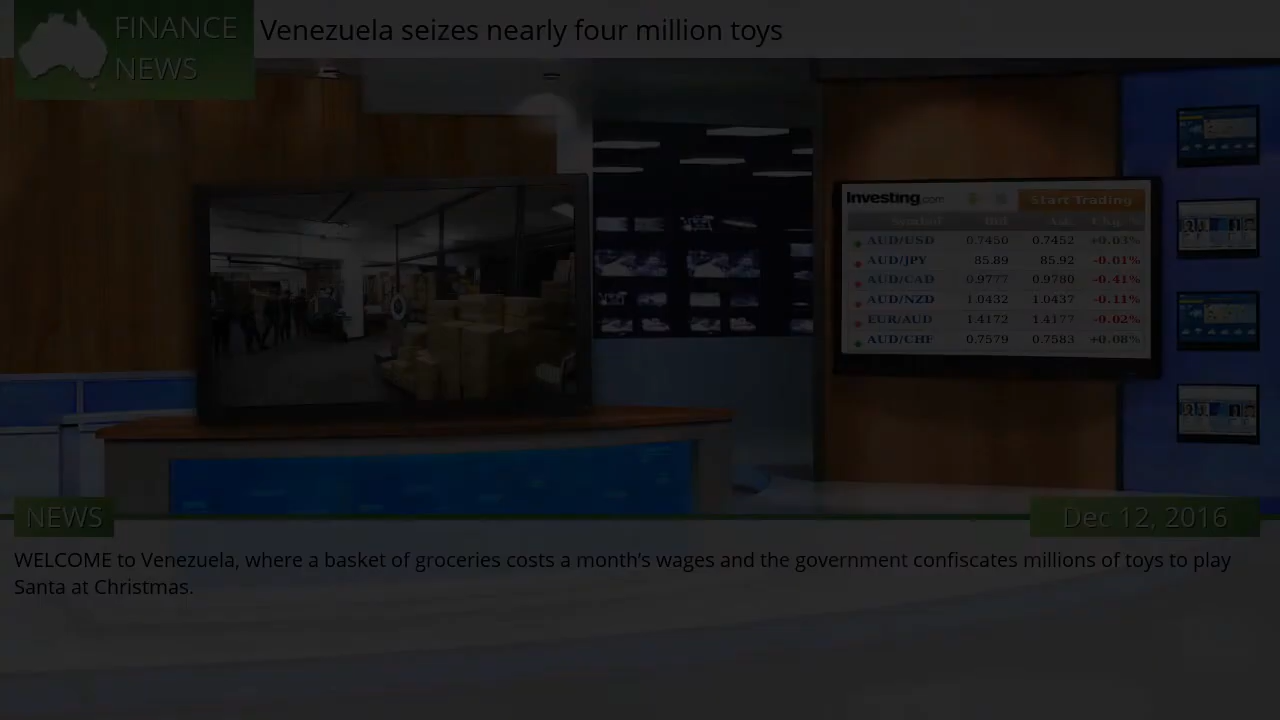 FINANCE
NEWS
Venezuela seizes nearly four million toys
Investing.com
Start Trading
Symbol Bid Ask Chg. %
AUD/USD 0.7450 0.7452 +0.03%
AUD/JPY 85.89 85.92 -0.01%
AUD/CAD 0.9777 0.9780 -0.41%
AUD/NZD 1.0432 1.0437 -0.11%
EUR/AUD 1.4172 1.4177 -0.02%
AUD/CHF 0.7579 0.7583 +0.08%
NEWS
Dec 12, 2016
WELCOME to Venezuela, where a basket of groceries costs a month’s wages and the government confiscates millions of toys to play
Santa at Christmas.